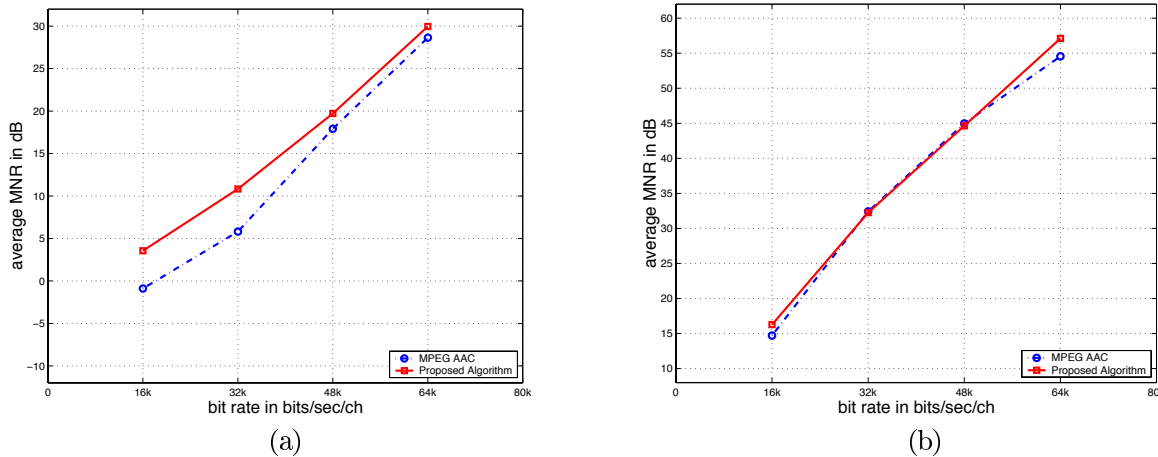 30
25
20
15
10
5
0
−5
−10
average MNR in dB
0 16k 32k 48k 64k 80k
bit rate in bits/sec/ch
MPEG AAC
Proposed Algorithm
(a)
60
55
50
45
40
35
30
25
20
15
10
average MNR in dB
0 16k 32k 48k 64k 80k
bit rate in bits/sec/ch
MPEG AAC
Proposed Algorithm
(b)